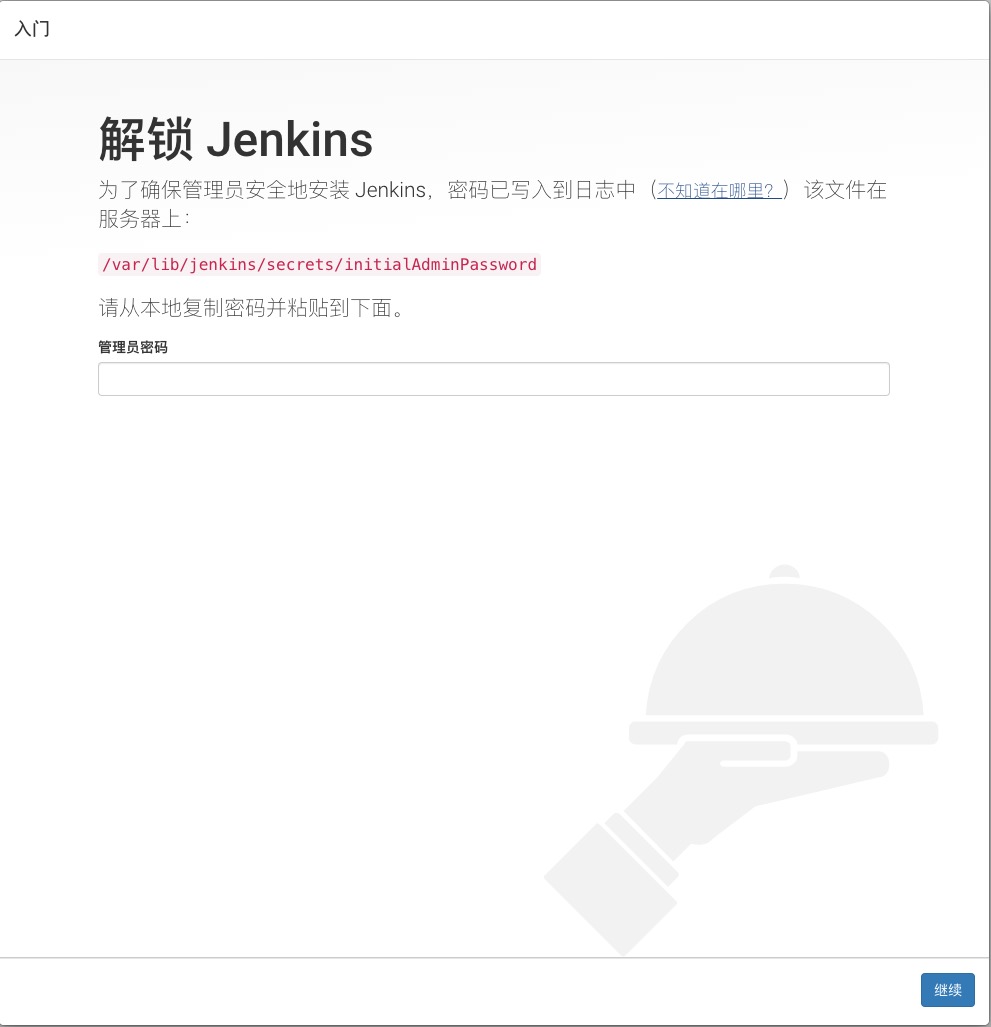 入门
解锁 Jenkins
为了确保管理员安全地安装 Jenkins，密码已写入到日志中（不知道在哪里？）该文件在
服务器上：
/var/lib/jenkins/secrets/initialAdminPassword
请从本地复制密码并粘贴到下面。
管理员密码
继续